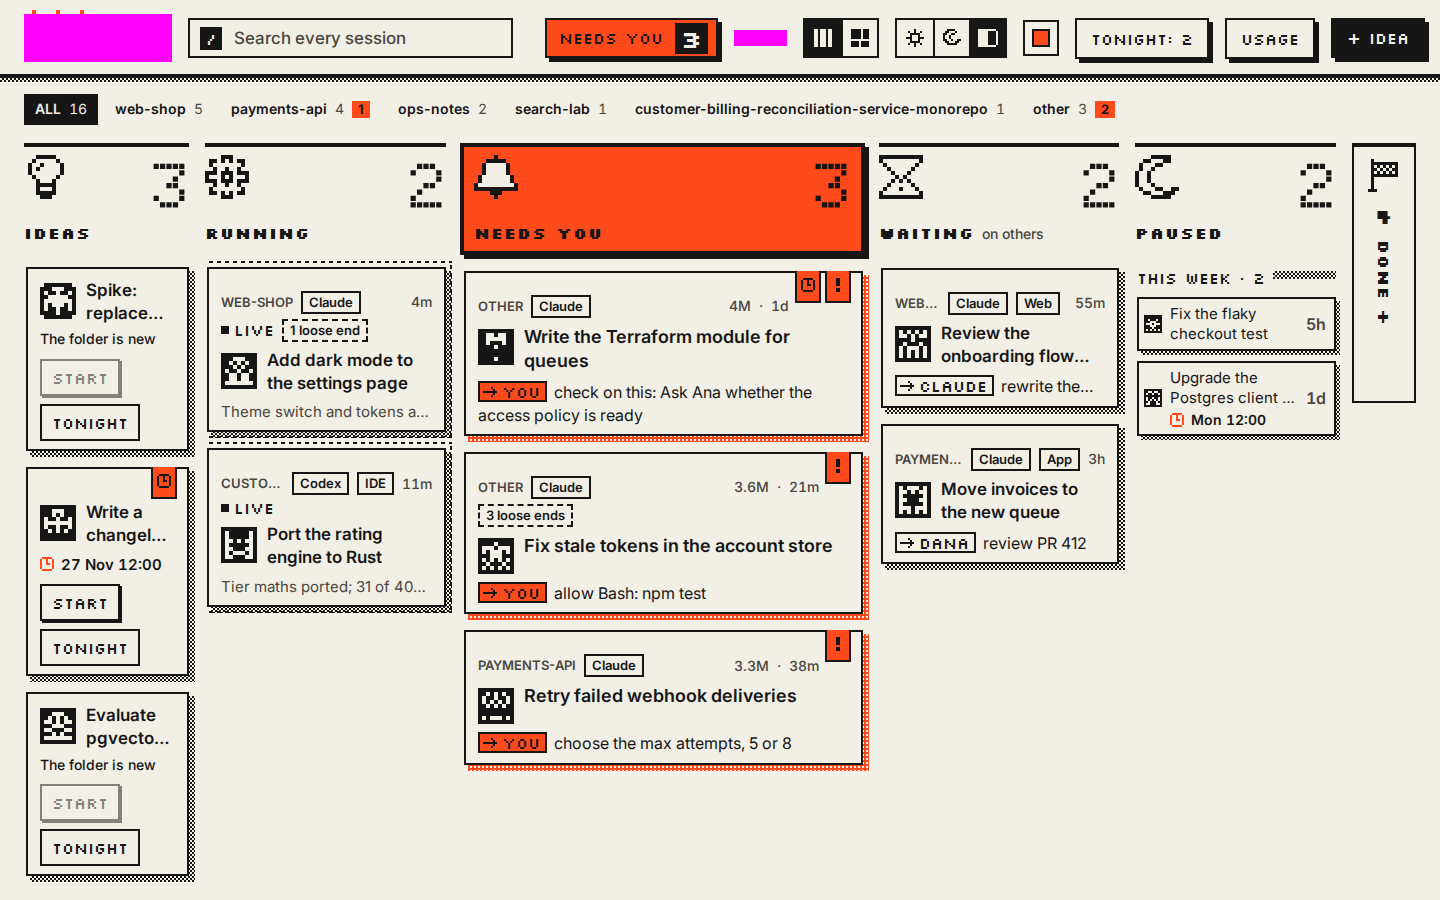 / Search every session
NEEDS YOU 3
TONIGHT: 2
USAGE
+ IDEA
ALL 16
web-shop 5
payments-api 4 1
ops-notes 2
search-lab 1
customer-billing-reconciliation-service-monorepo 1
other 3 2
3
IDEAS
Spike:
replace...
The folder is new
START
TONIGHT
Write a
changel...
27 Nov 12:00
START
TONIGHT
Evaluate
pgvecto...
The folder is new
START
TONIGHT
2
RUNNING
WEB-SHOP Claude 4m
LIVE 1 loose end
Add dark mode to
the settings page
Theme switch and tokens a...
CUSTO... Codex IDE 11m
LIVE
Port the rating
engine to Rust
Tier maths ported; 31 of 40...
3
NEEDS YOU
!
OTHER Claude 4M · 1d
Write the Terraform module for
queues
→ YOU check on this: Ask Ana whether the
access policy is ready
!
OTHER Claude 3.6M · 21m
3 loose ends
Fix stale tokens in the account store
→ YOU allow Bash: npm test
!
PAYMENTS-API Claude 3.3M · 38m
Retry failed webhook deliveries
→ YOU choose the max attempts, 5 or 8
2
WAITING on others
WEB... Claude Web 55m
Review the
onboarding flow...
→ CLAUDE rewrite the...
PAYMEN... Claude App 3h
Move invoices to
the new queue
→ DANA review PR 412
2
PAUSED
THIS WEEK · 2
Fix the flaky
checkout test
5h
Upgrade the
Postgres client ...
1d
Mon 12:00
4 DONE +